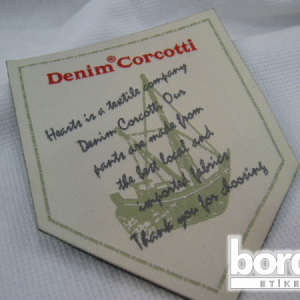 Denim® Corcotti
Hearts is a textile company
Denim Corcotti. Our
pants are made from
the best local and
imported fabrics
Thank you for choosing
bord
ETİKE